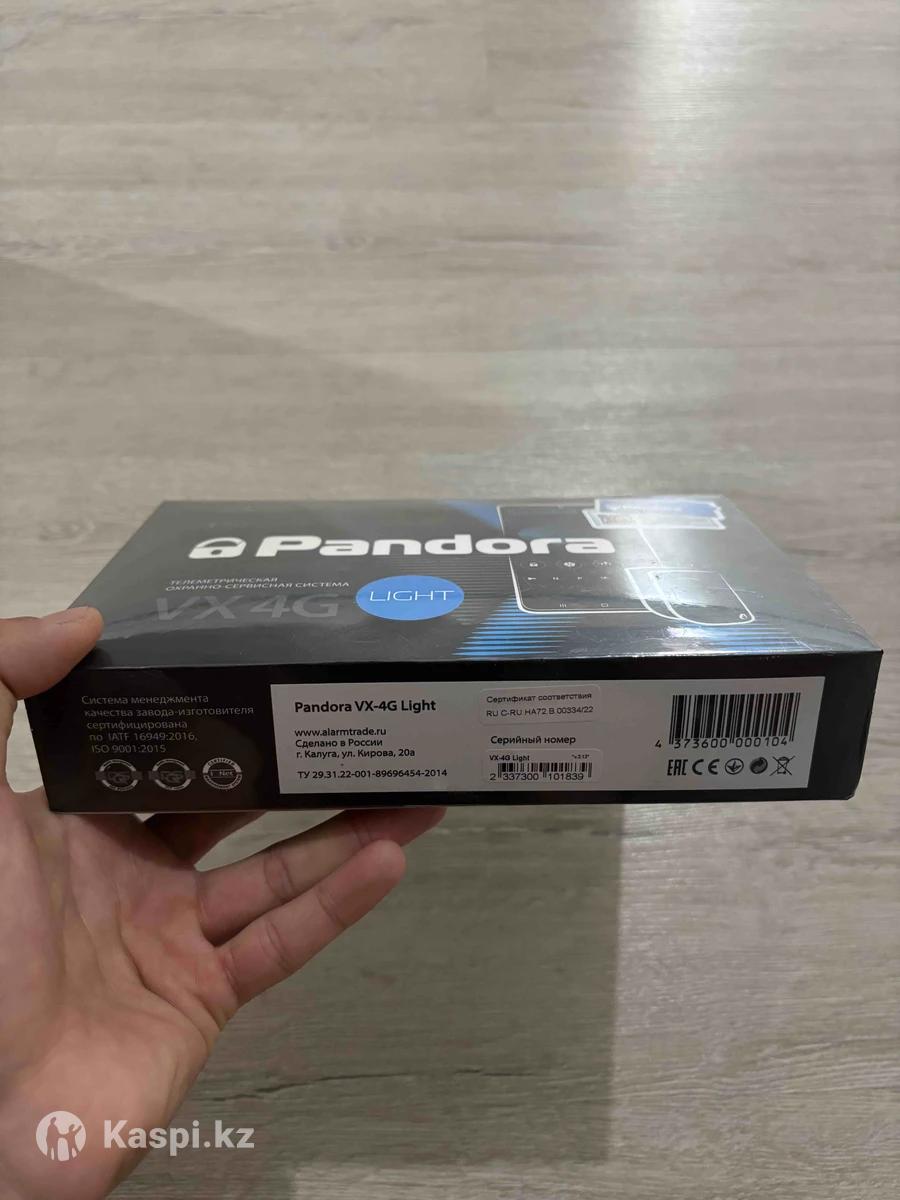 Pandora
ТЕЛЕМЕТРИЧЕСКАЯ
ОХРАННО-СЕРВИСНАЯ СИСТЕМА
VX 4G
LIGHT
Система менеджмента
качества завода-изготовителя
сертифицирована
по IATF 16949:2016,
ISO 9001:2015
Pandora VX-4G Light
www.alarmtrade.ru
Сделано в России
г. Калуга, ул. Кирова, 20а
ТУ 29.31.22-001-89696454-2014
Сертификат соответствия
RU C-RU.HA72.B.00334/22
Серийный номер
VX-4G Light
2 337300 101839
4 373600 000104
EAC CE
Kaspi.kz